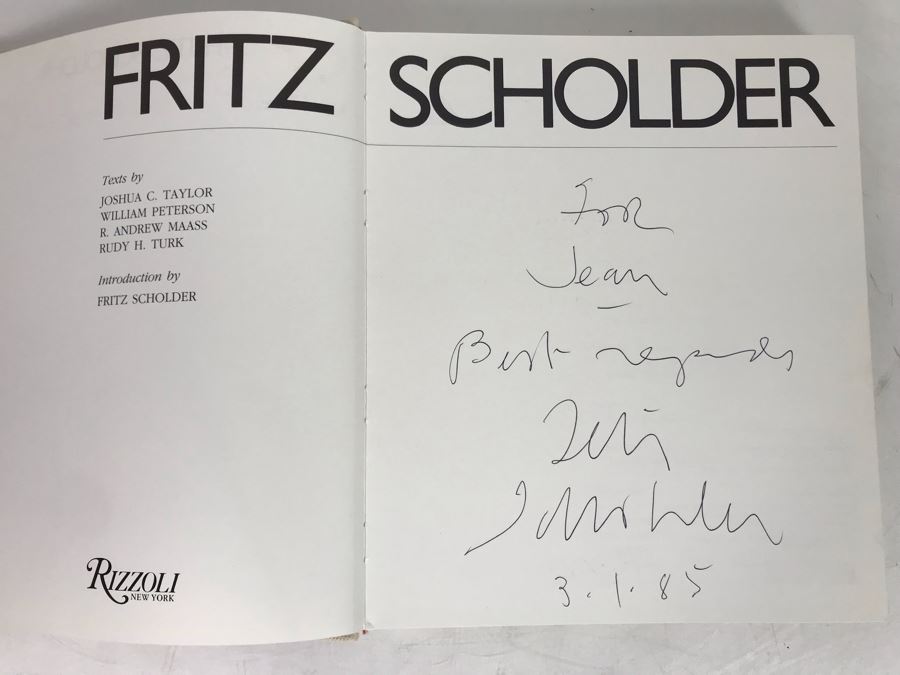 FRITZ SCHOLDER
Texts by
JOSHUA C. TAYLOR
WILLIAM PETERSON
R. ANDREW MAASS
RUDY H. TURK
Introduction by
FRITZ SCHOLDER
RIZZOLI
NEW YORK
For
Jean
Best regards
Fritz
Scholder
3.1.85